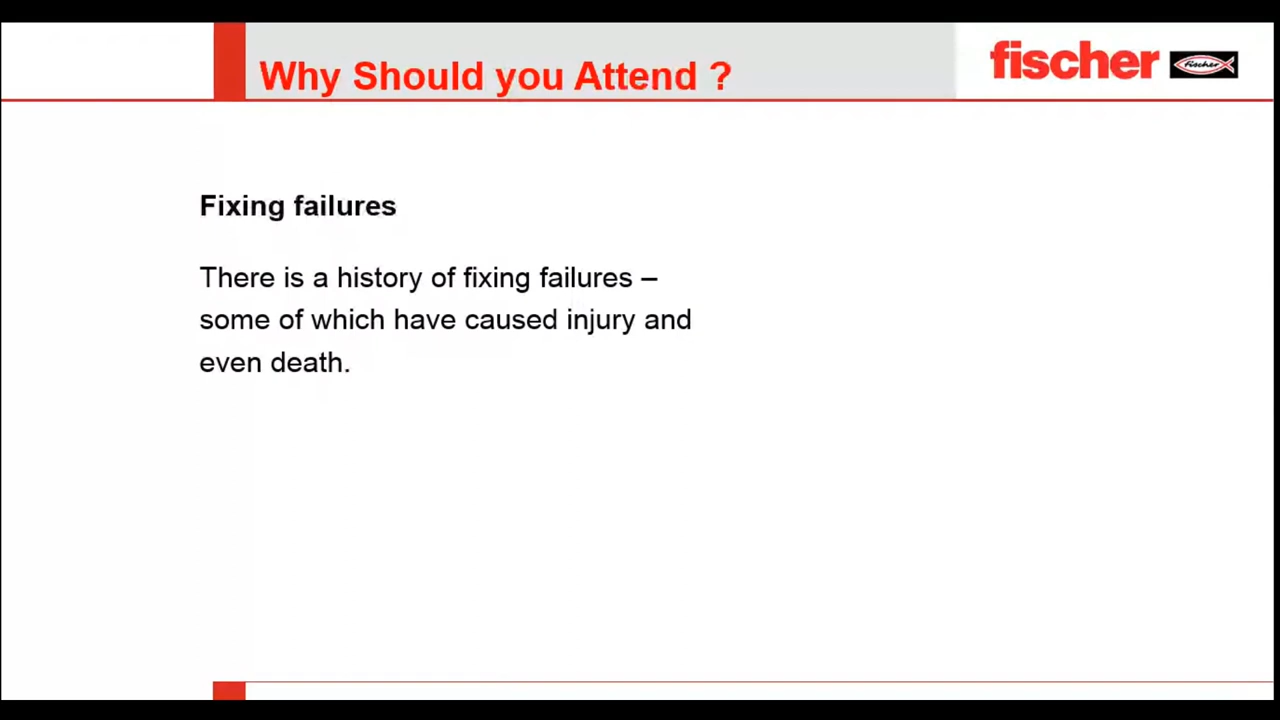 Why Should you Attend ?
fischer
fischer
Fixing failures
There is a history of fixing failures –
some of which have caused injury and
even death.